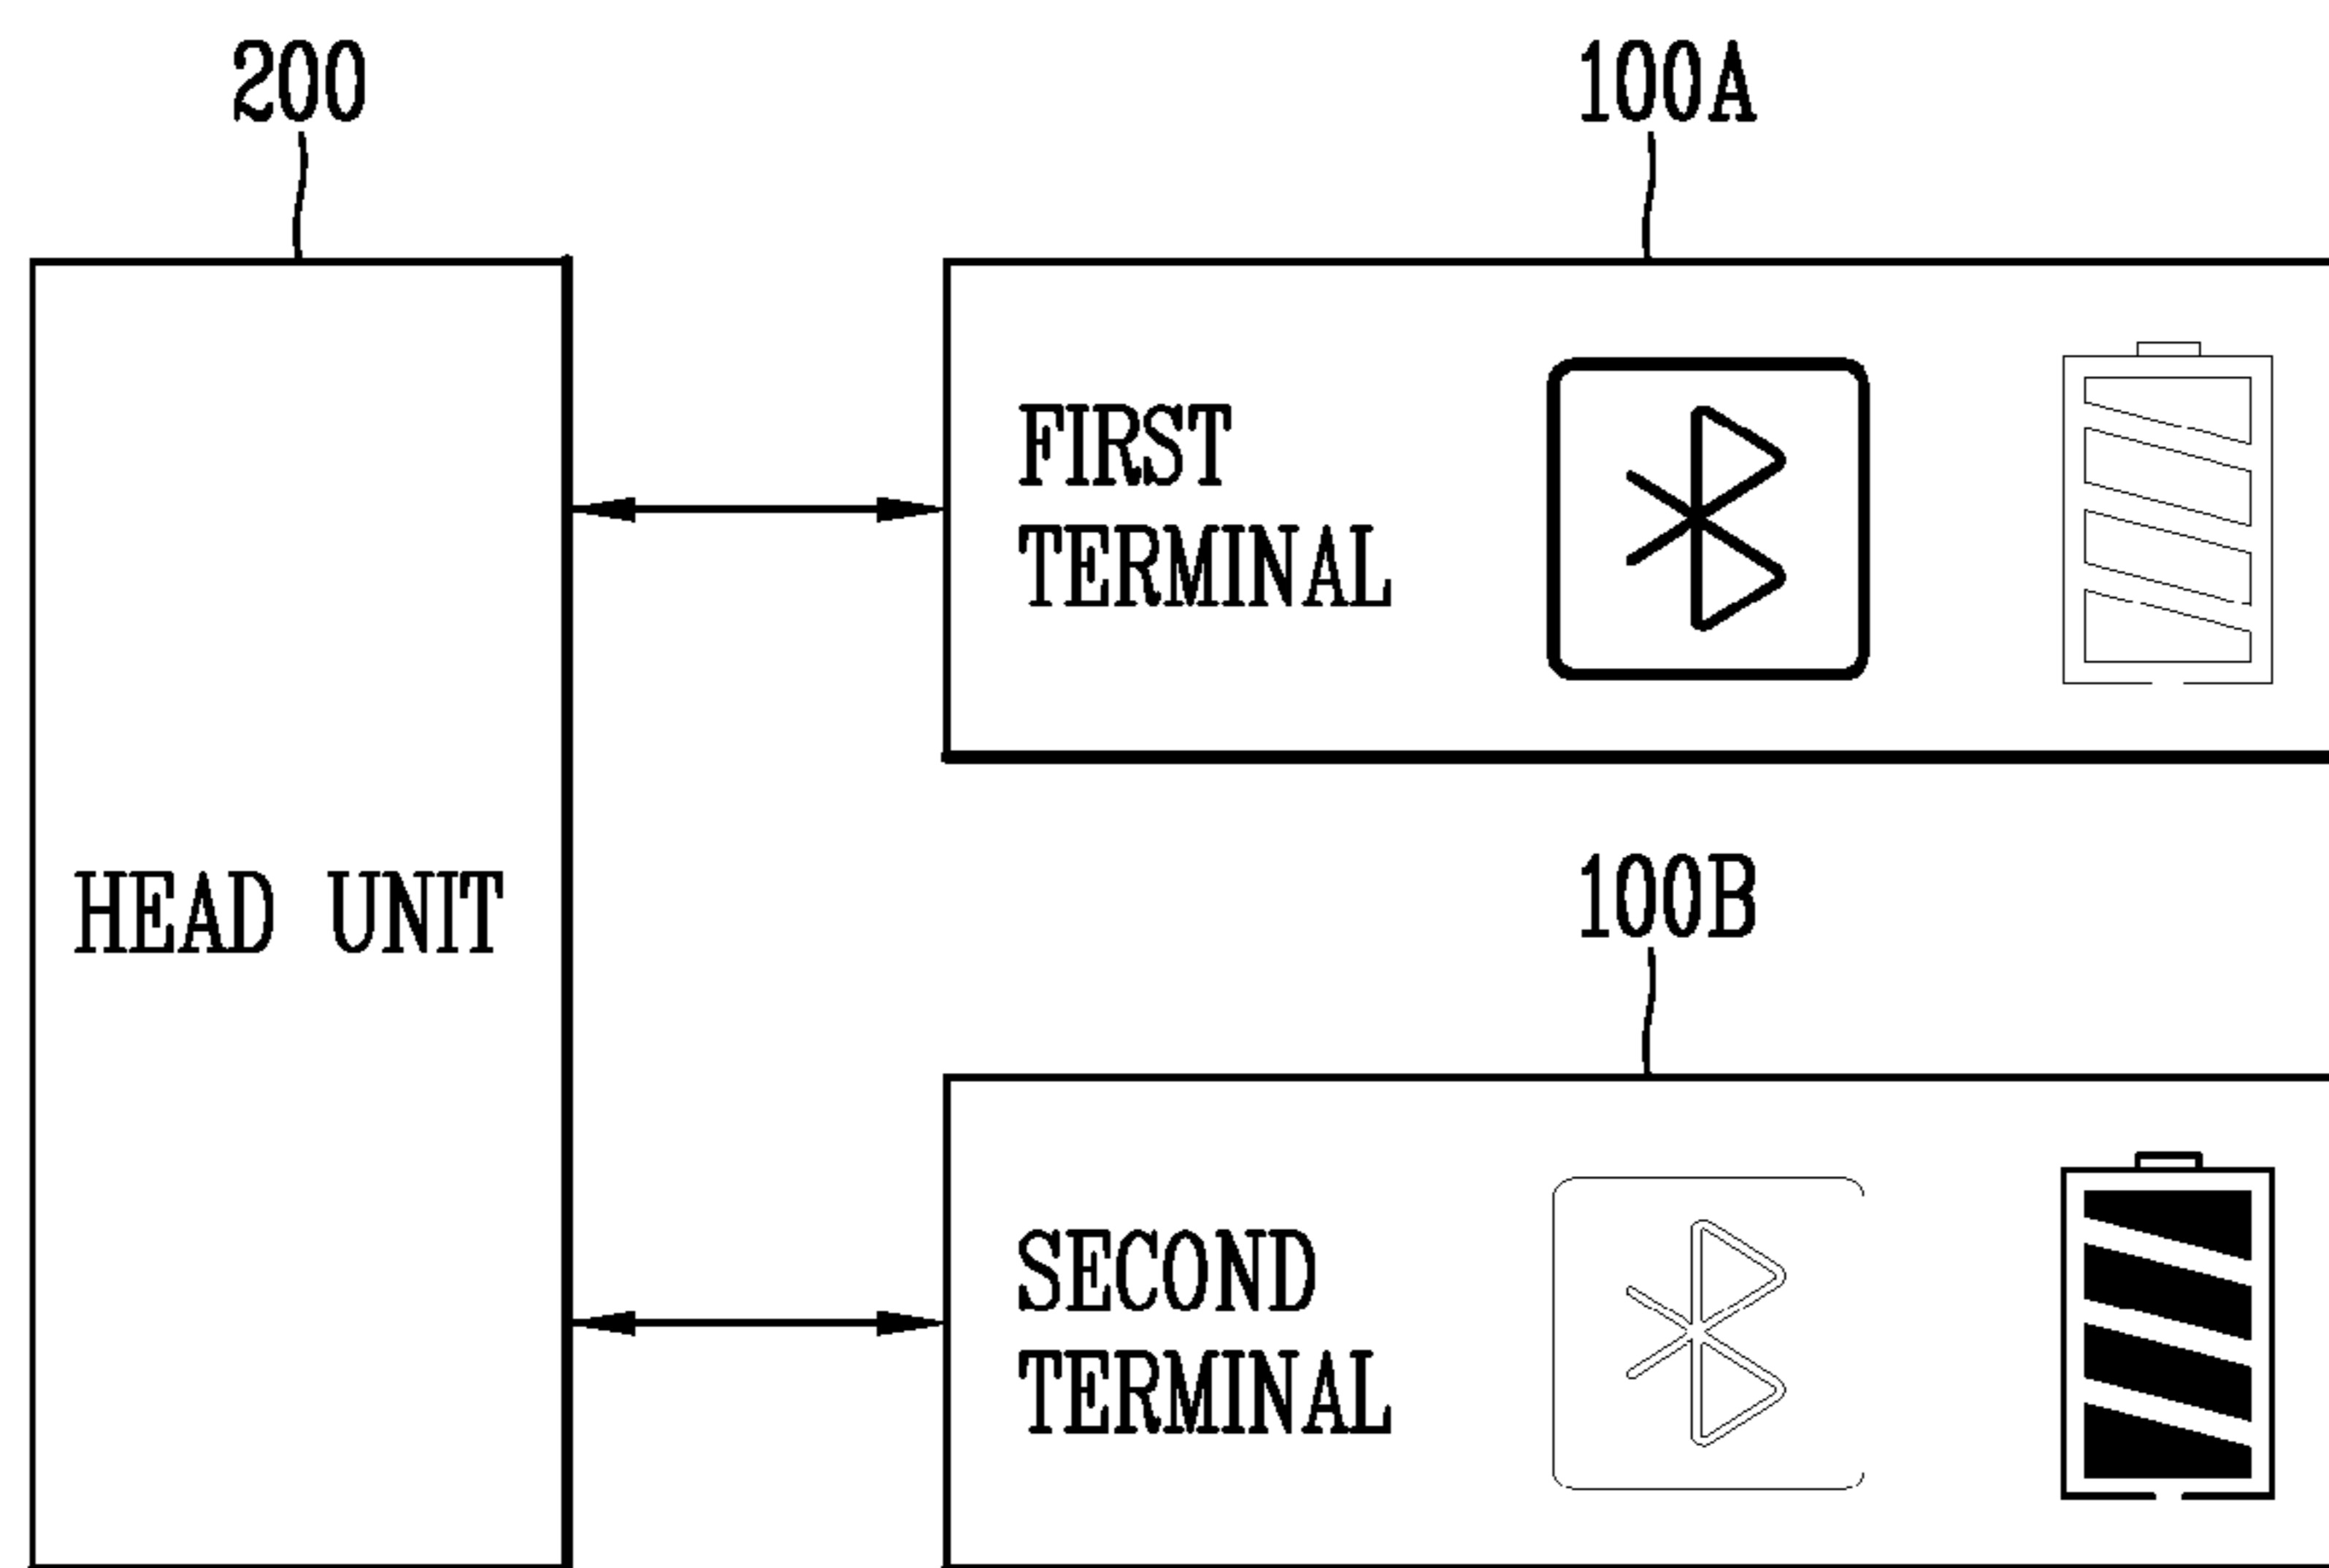 200
100A
FIRST
TERMINAL
HEAD UNIT
100B
SECOND
TERMINAL